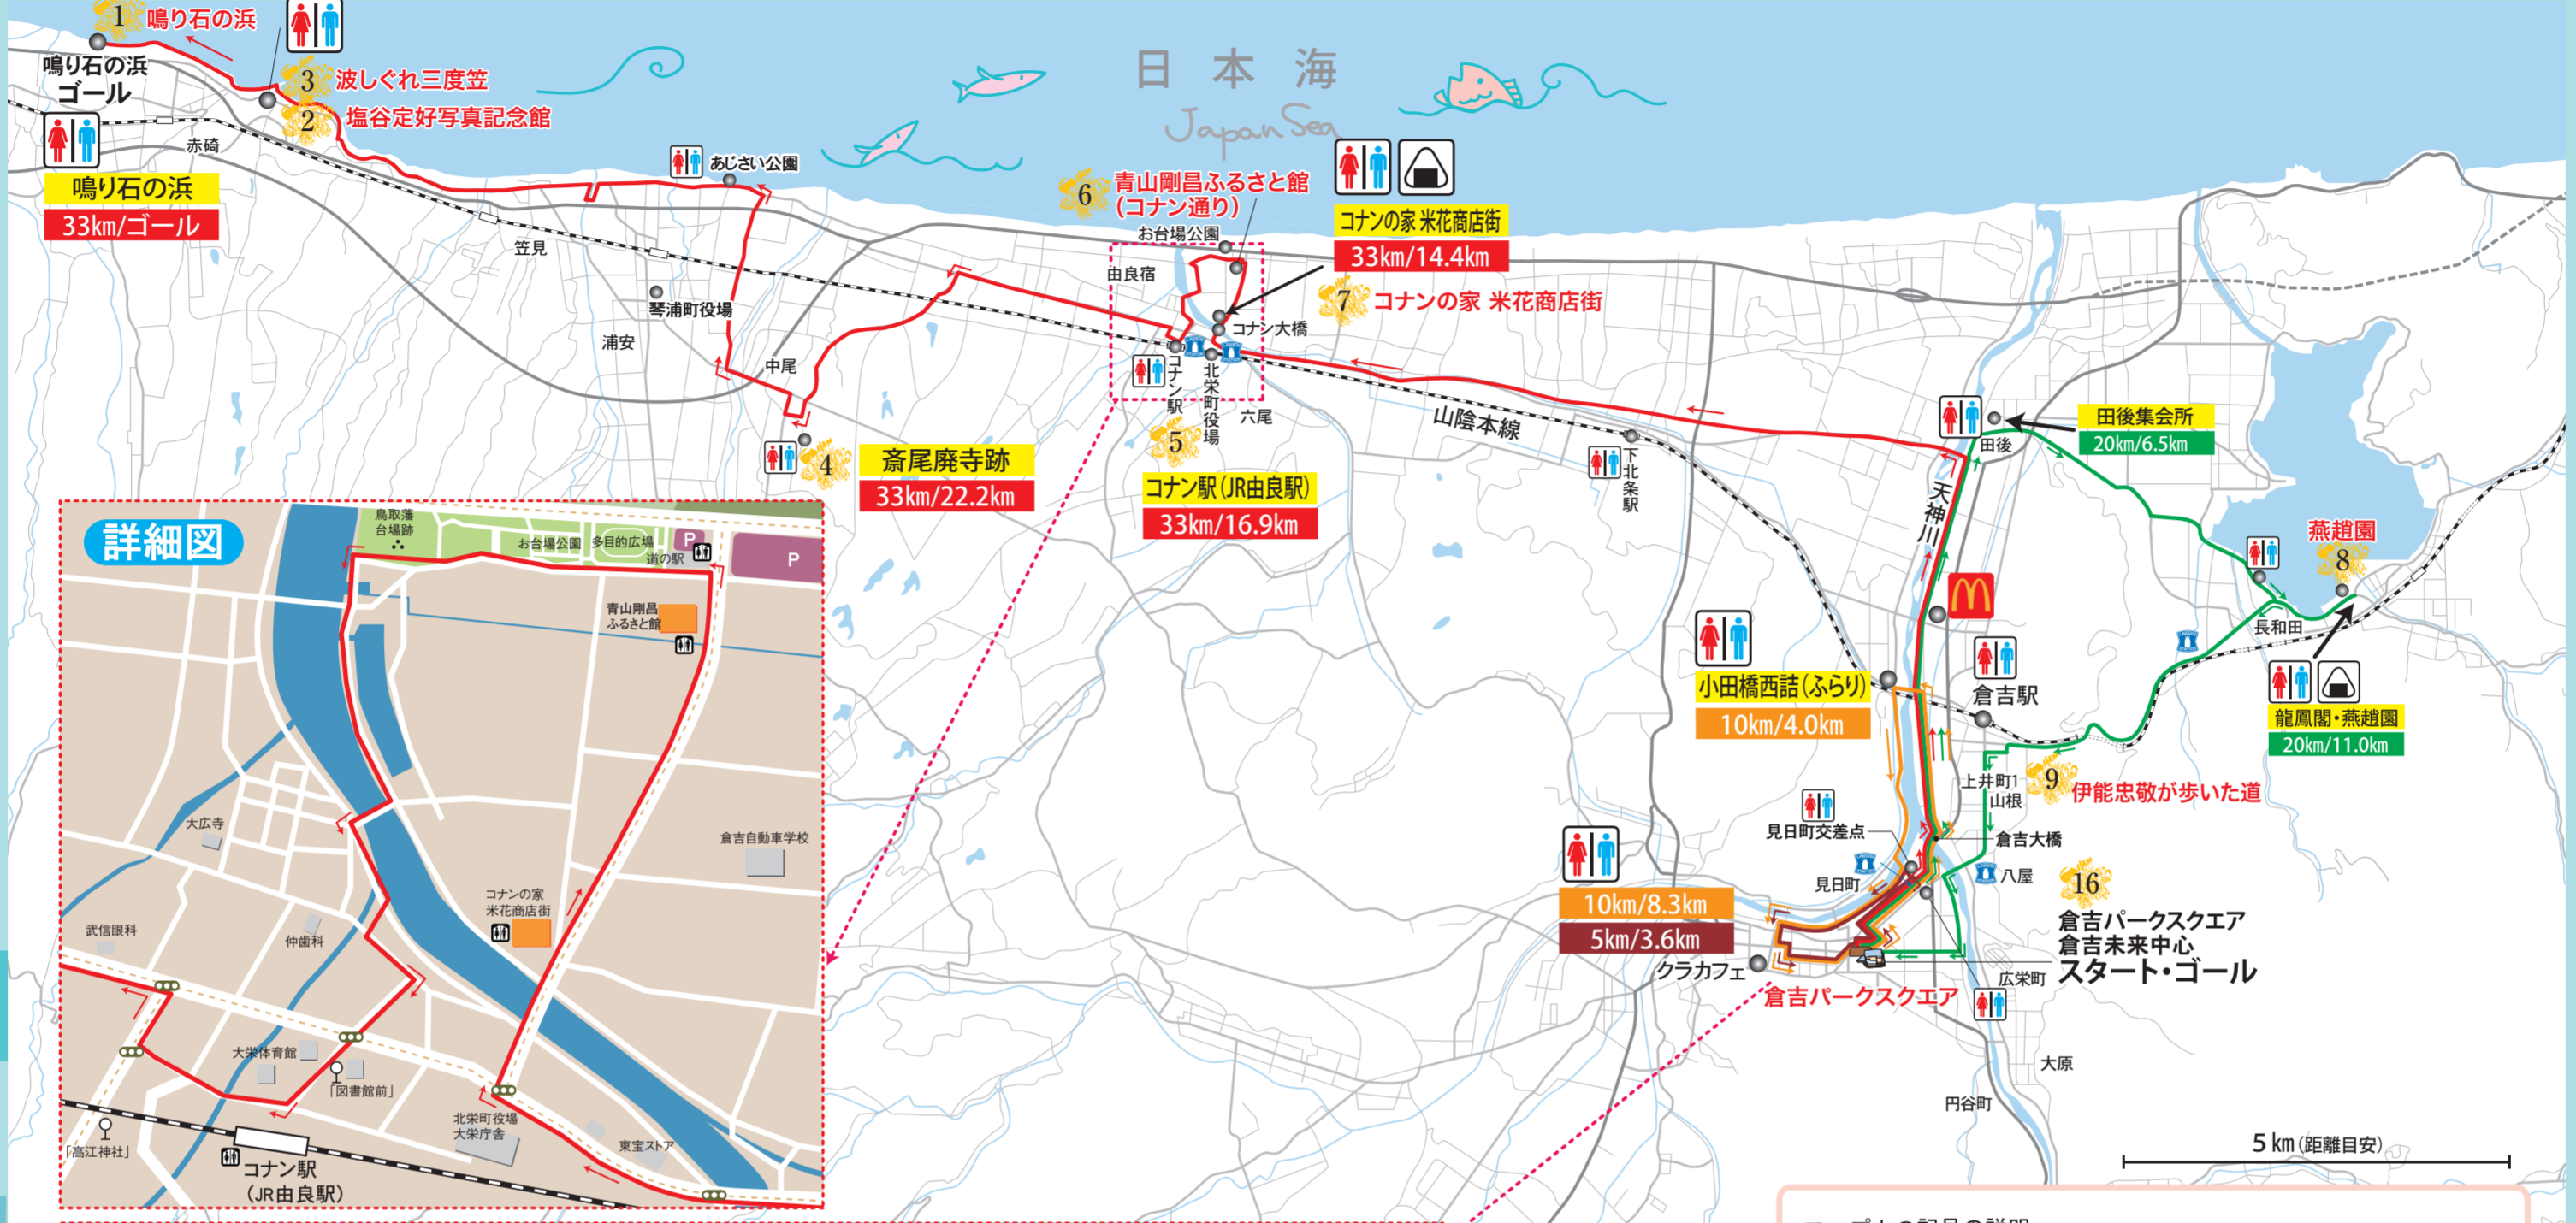 1 鳴り石の浜
鳴り石の浜
ゴール
3 波しぐれ三度笠
2 塩谷定好写真記念館
赤碕
鳴り石の浜
33km/ゴール
あじさい公園
笠見
琴浦町役場
浦安
中尾
4
斎尾廃寺跡
33km/22.2km
日本海
Japan Sea
6 青山剛昌ふるさと館
(コナン通り)
お台場公園
由良宿
コナンの家 米花商店街
33km/14.4km
7 コナンの家 米花商店街
コナン大橋
コナン駅
北栄町役場
六尾
5
コナン駅(JR由良駅)
33km/16.9km
山陰本線
下北条駅
天神川
田後
田後集会所
20km/6.5km
燕趙園
8
長和田
龍鳳閣・燕趙園
20km/11.0km
小田橋西詰(ふらり)
10km/4.0km
倉吉駅
上井町1
山根
9 伊能忠敬が歩いた道
見日町交差点
倉吉大橋
見日町
八屋
16
倉吉パークスクエア
倉吉未来中心
スタート・ゴール
10km/8.3km
5km/3.6km
クラカフェ
倉吉パークスクエア
広栄町
大原
円谷町
5㎞(距離目安)
詳細図
鳥取藩
台場跡
お台場公園
多目的広場
道の駅
P
P
青山剛昌
ふるさと館
大広寺
倉吉自動車学校
コナンの家
米花商店街
武信眼科
仲歯科
大栄体育館
「図書館前」
北栄町役場
大栄庁舎
東宝ストア
「高江神社」
コナン駅
(JR由良駅)